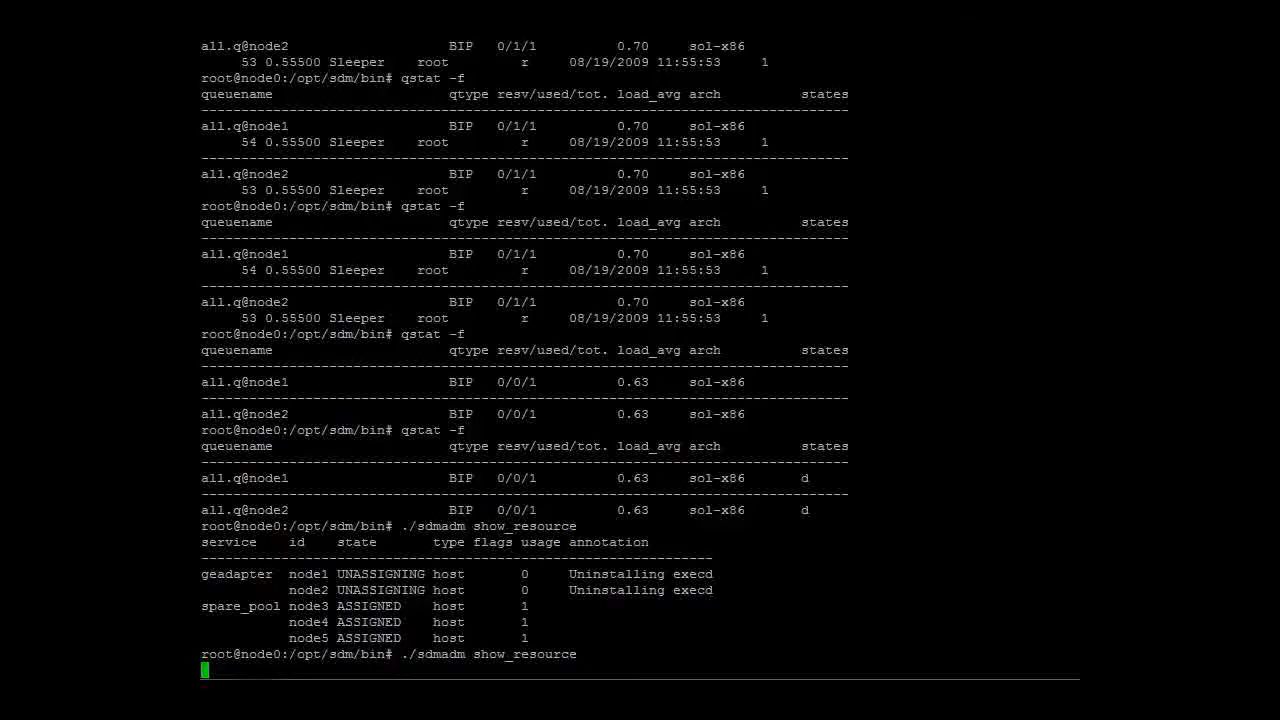 all.q@node2                    BIP   0/1/1          0.70     sol-x86
     53 0.55500 Sleeper    root         r     08/19/2009 11:55:53     1
root@node0:/opt/sdm/bin# qstat -f
queuename                      qtype resv/used/tot. load_avg arch          states
---------------------------------------------------------------------------------
all.q@node1                    BIP   0/1/1          0.70     sol-x86
     54 0.55500 Sleeper    root         r     08/19/2009 11:55:53     1
---------------------------------------------------------------------------------
all.q@node2                    BIP   0/1/1          0.70     sol-x86
     53 0.55500 Sleeper    root         r     08/19/2009 11:55:53     1
root@node0:/opt/sdm/bin# qstat -f
queuename                      qtype resv/used/tot. load_avg arch          states
---------------------------------------------------------------------------------
all.q@node1                    BIP   0/1/1          0.70     sol-x86
     54 0.55500 Sleeper    root         r     08/19/2009 11:55:53     1
---------------------------------------------------------------------------------
all.q@node2                    BIP   0/1/1          0.70     sol-x86
     53 0.55500 Sleeper    root         r     08/19/2009 11:55:53     1
root@node0:/opt/sdm/bin# qstat -f
queuename                      qtype resv/used/tot. load_avg arch          states
---------------------------------------------------------------------------------
all.q@node1                    BIP   0/0/1          0.63     sol-x86
---------------------------------------------------------------------------------
all.q@node2                    BIP   0/0/1          0.63     sol-x86
root@node0:/opt/sdm/bin# qstat -f
queuename                      qtype resv/used/tot. load_avg arch          states
---------------------------------------------------------------------------------
all.q@node1                    BIP   0/0/1          0.63     sol-x86       d
---------------------------------------------------------------------------------
all.q@node2                    BIP   0/0/1          0.63     sol-x86       d
root@node0:/opt/sdm/bin# ./sdmadm show_resource
service    id    state       type flags usage annotation
----------------------------------------------------------------
geadapter  node1 UNASSIGNING host       0     Uninstalling execd
           node2 UNASSIGNING host       0     Uninstalling execd
spare_pool node3 ASSIGNED    host       1
           node4 ASSIGNED    host       1
           node5 ASSIGNED    host       1
root@node0:/opt/sdm/bin# ./sdmadm show_resource